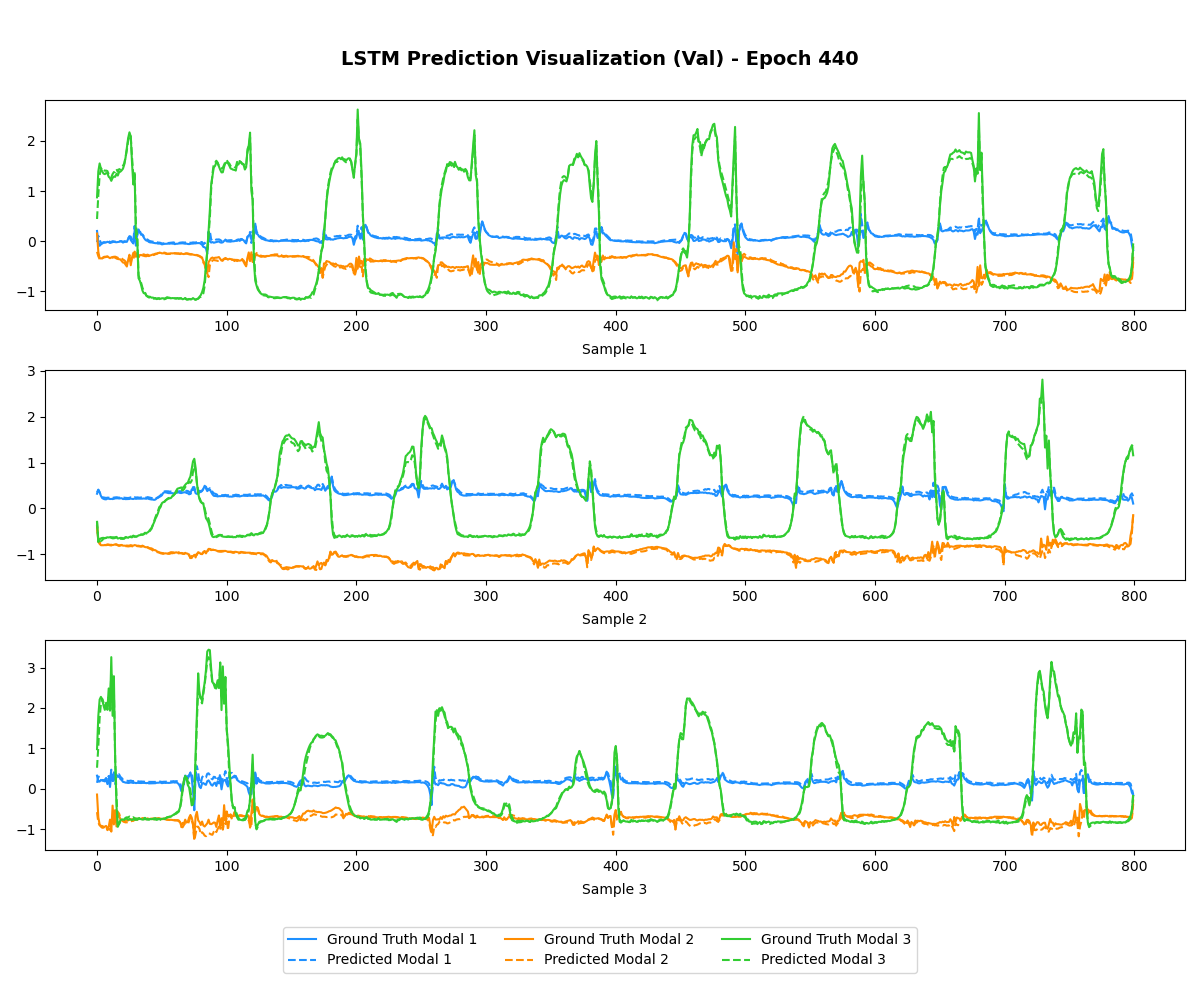 LSTM Prediction Visualization (Val) - Epoch 440
2
1
0
−1
0 100 200 300 400 500 600 700 800
Sample 1
3
2
1
0
−1
0 100 200 300 400 500 600 700 800
Sample 2
3
2
1
0
−1
0 100 200 300 400 500 600 700 800
Sample 3
Ground Truth Modal 1 Ground Truth Modal 2 Ground Truth Modal 3
Predicted Modal 1 Predicted Modal 2 Predicted Modal 3